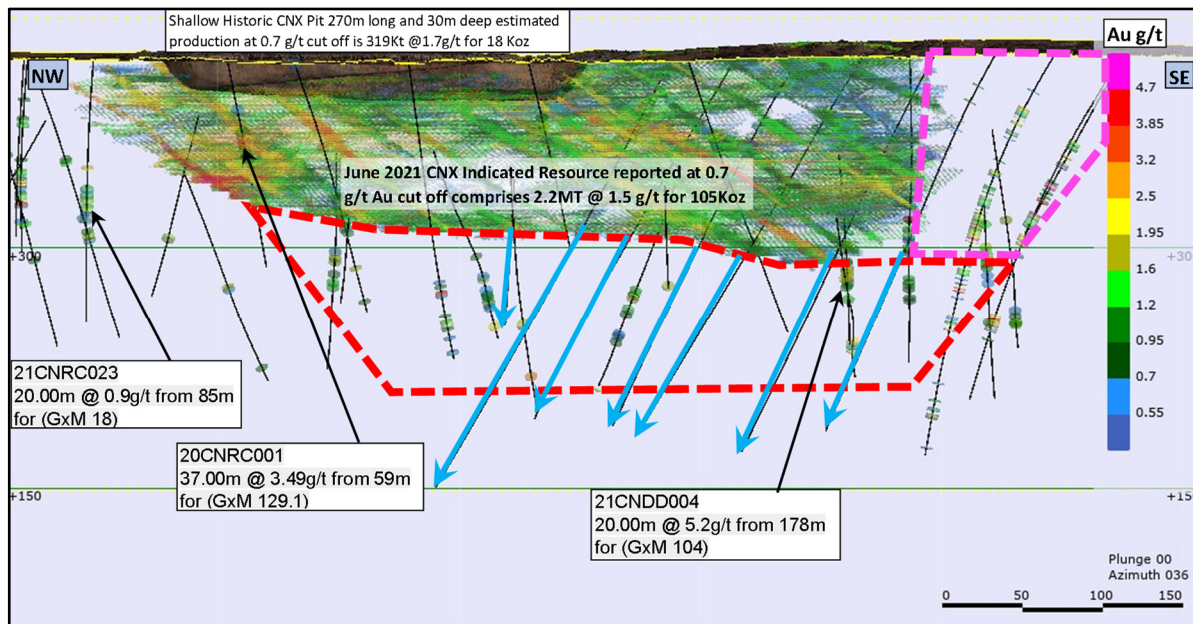 Shallow Historic CNX Pit 270m long and 30m deep estimated
production at 0.7 g/t cut off is 319Kt @1.7g/t for 18 Koz
Au g/t
NW
SE
4.7
3.85
3.2
2.5
1.95
1.6
1.2
0.95
0.7
0.55
June 2021 CNX Indicated Resource reported at 0.7
g/t Au cut off comprises 2.2MT @ 1.5 g/t for 105Koz
+300
+300
21CNRC023
20.00m @ 0.9g/t from 85m
for (GxM 18)
20CNRC001
37.00m @ 3.49g/t from 59m
for (GxM 129.1)
21CNDD004
20.00m @ 5.2g/t from 178m
for (GxM 104)
+150
+150
Plunge 00
Azimuth 036
0 50 100 150